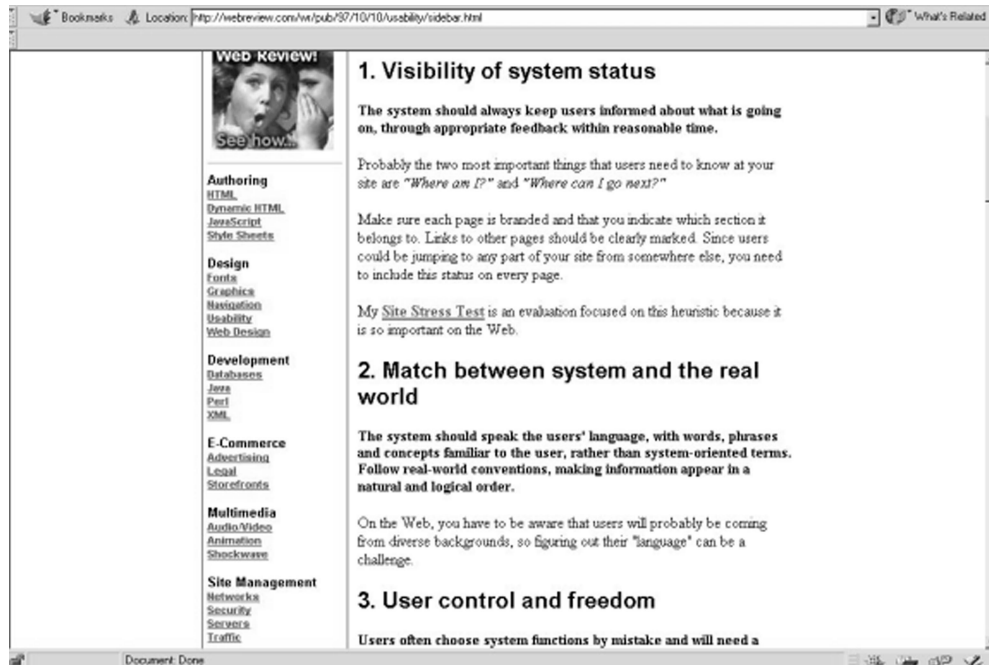 Bookmarks Location: http://webreview.com/wr/pub/97/10/10/usability/sidebar.html What's Related
Web Review!
See how...
Authoring
HTML
Dynamic HTML
JavaScript
Style Sheets
Design
Fonts
Graphics
Navigation
Usability
Web Design
Development
Databases
Java
Perl
XML
E-Commerce
Advertising
Legal
Storefronts
Multimedia
Audio/Video
Animation
Shockwave
Site Management
Networks
Security
Servers
Traffic
1. Visibility of system status
The system should always keep users informed about what is going
on, through appropriate feedback within reasonable time.
Probably the two most important things that users need to know at your
site are "Where am I?" and "Where can I go next?"
Make sure each page is branded and that you indicate which section it
belongs to. Links to other pages should be clearly marked. Since users
could be jumping to any part of your site from somewhere else, you need
to include this status on every page.
My Site Stress Test is an evaluation focused on this heuristic because it
is so important on the Web.
2. Match between system and the real
world
The system should speak the users' language, with words, phrases
and concepts familiar to the user, rather than system-oriented terms.
Follow real-world conventions, making information appear in a
natural and logical order.
On the Web, you have to be aware that users will probably be coming
from diverse backgrounds, so figuring out their "language" can be a
challenge.
3. User control and freedom
Users often choose system functions by mistake and will need a
Document: Done